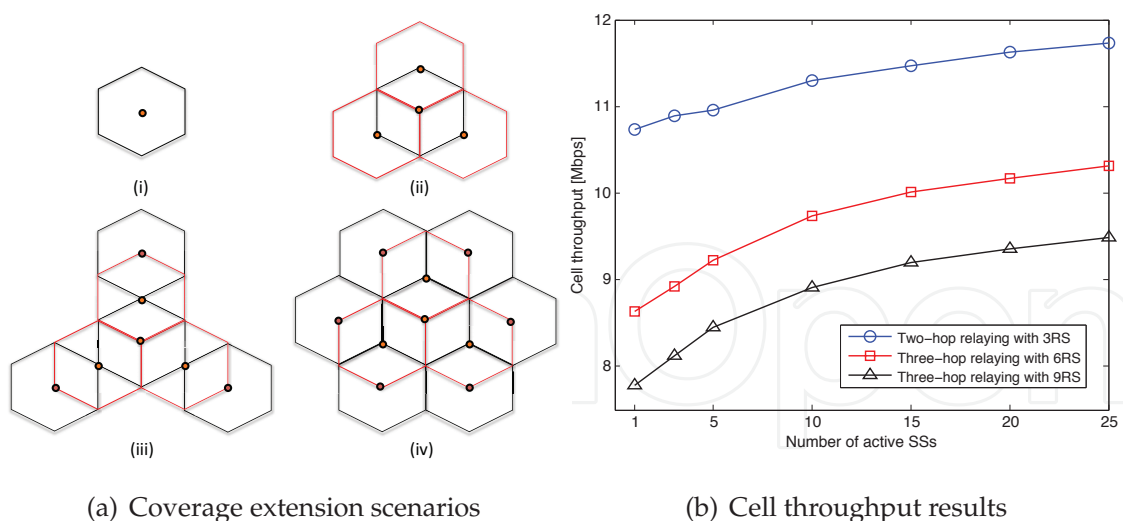 (i)
(ii)
(iii)
(iv)
(a) Coverage extension scenarios
12
11
10
9
8
Cell throughput [Mbps]
Two−hop relaying with 3RS
Three−hop relaying with 6RS
Three−hop relaying with 9RS
1 5 10 15 20 25
Number of active SSs
(b) Cell throughput results